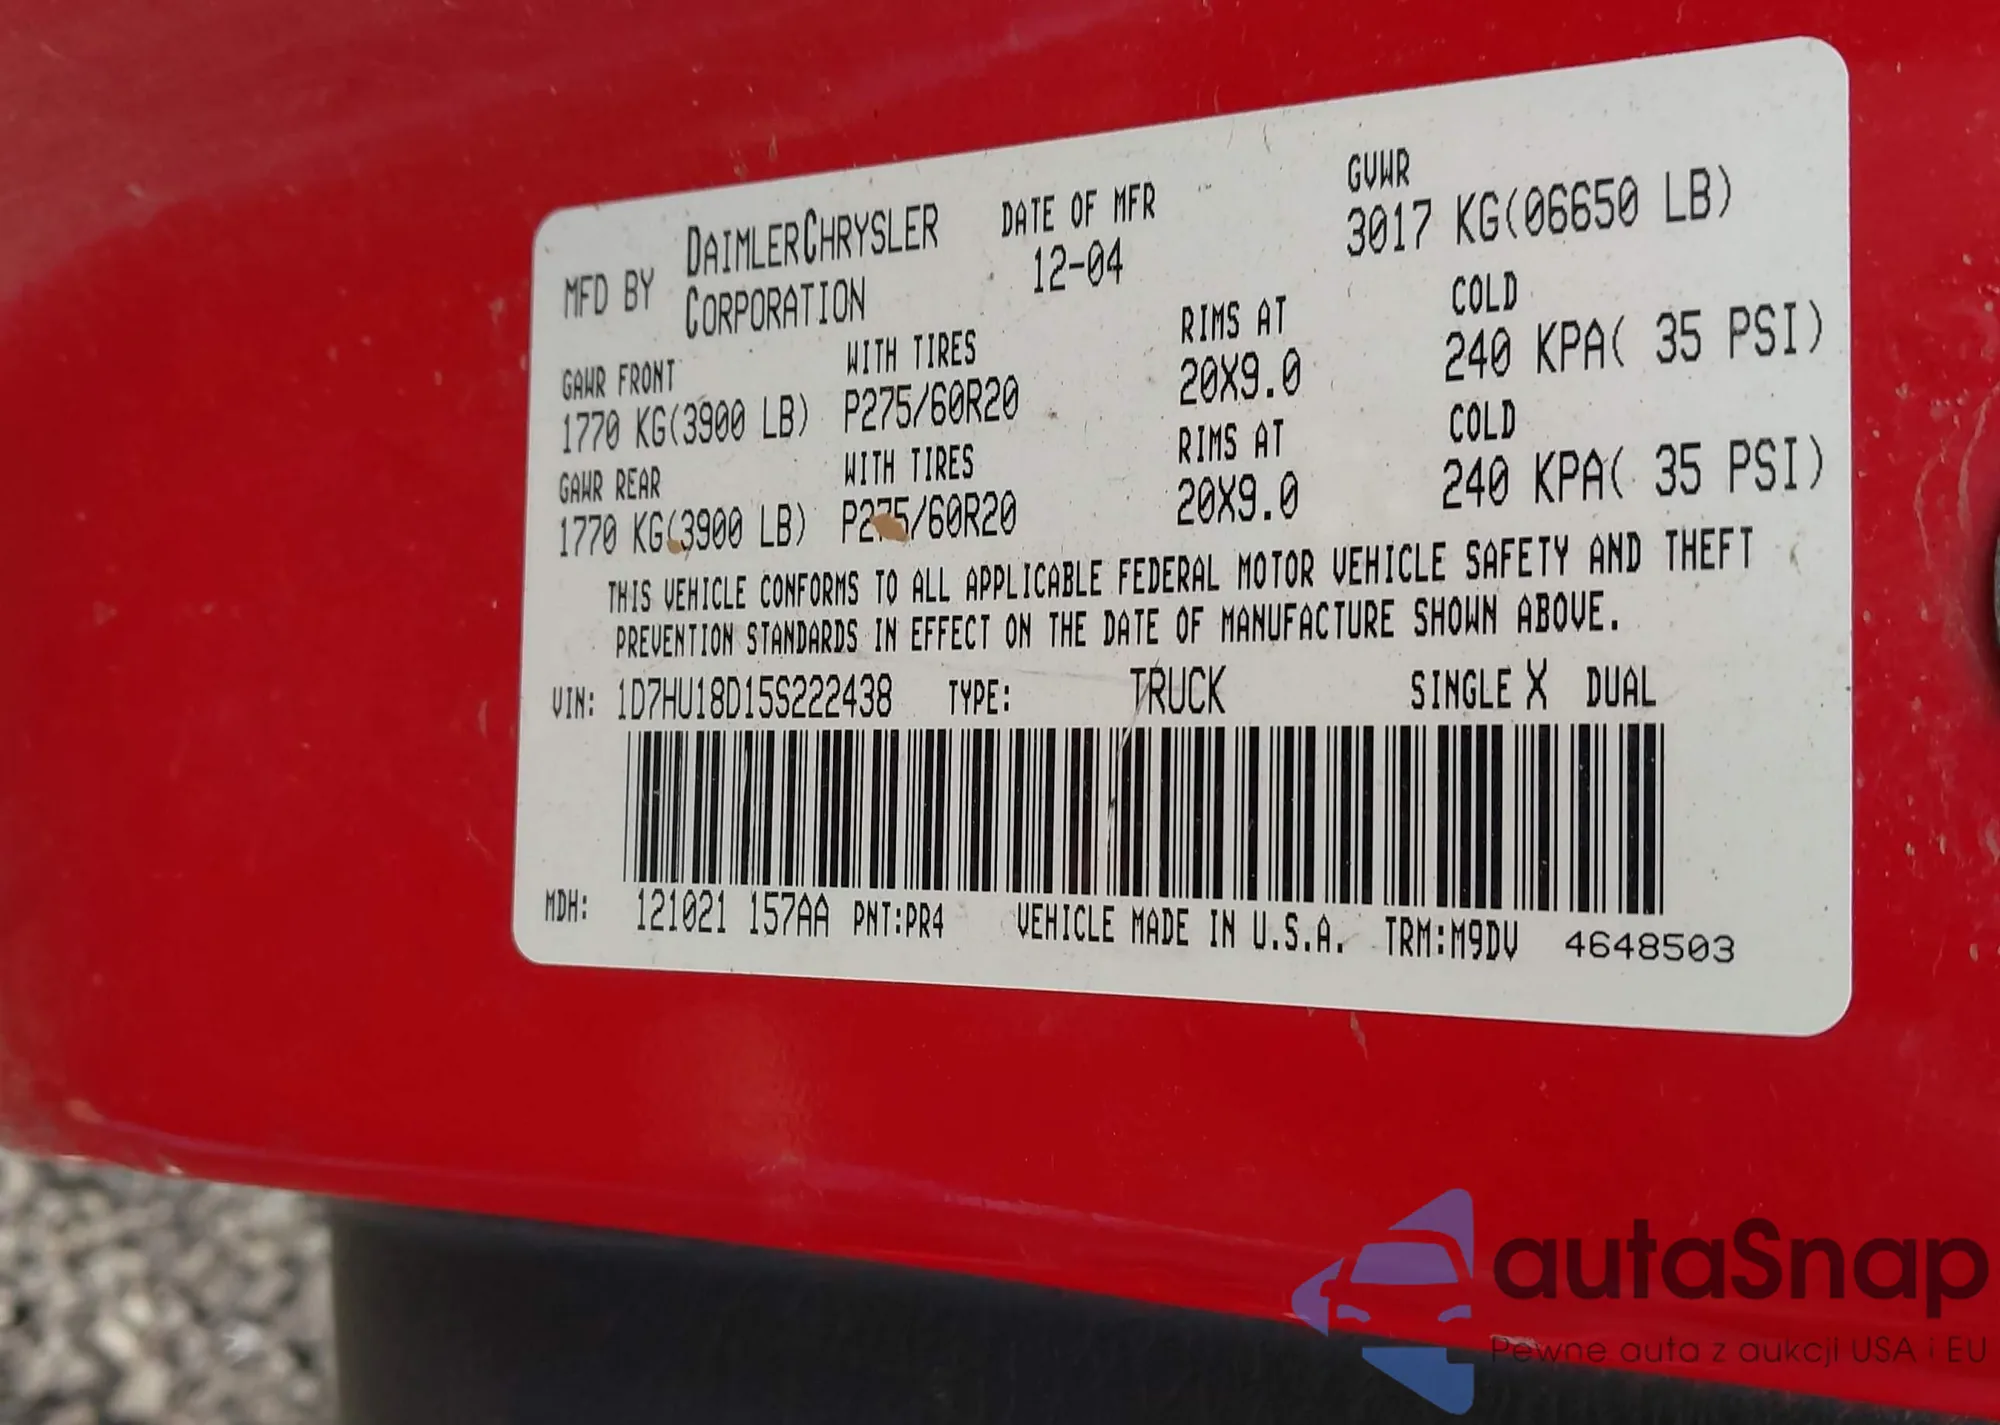 MFD BY DAIMLERCHRYSLER CORPORATION DATE OF MFR 12-04 GVWR 3017 KG(06650 LB)
GAWR FRONT WITH TIRES RIMS AT COLD
1770 KG(3900 LB) P275/60R20 20X9.0 240 KPA( 35 PSI)
GAWR REAR WITH TIRES RIMS AT COLD
1770 KG(3900 LB) P275/60R20 20X9.0 240 KPA( 35 PSI)
THIS VEHICLE CONFORMS TO ALL APPLICABLE FEDERAL MOTOR VEHICLE SAFETY AND THEFT
PREVENTION STANDARDS IN EFFECT ON THE DATE OF MANUFACTURE SHOWN ABOVE.
VIN: 1D7HU18D15S222438 TYPE: TRUCK SINGLE X DUAL
MDH: 121021 157AA PNT:PR4 VEHICLE MADE IN U.S.A. TRM:M9DV 4648503
autaSnap
Pewne auta z aukcji USA i EU